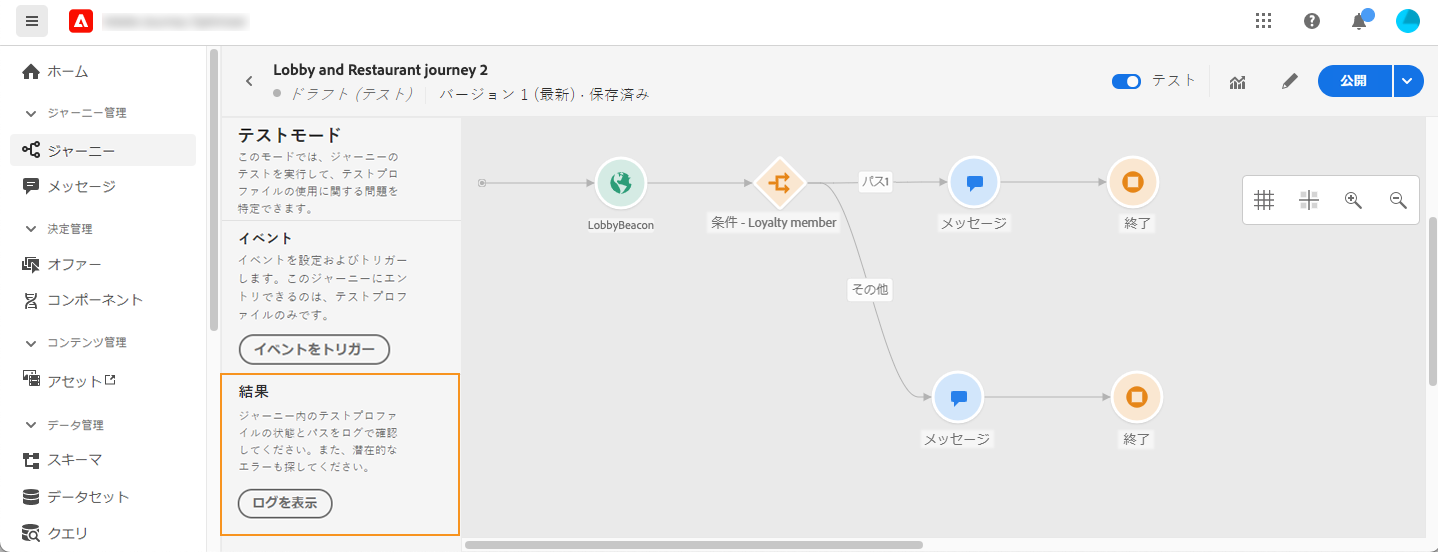 Lobby and Restaurant journey 2
ドラフト (テスト)
バージョン 1 (最新) · 保存済み
テスト
公開
ホーム
ジャーニー管理
ジャーニー
メッセージ
決定管理
オファー
コンポーネント
コンテンツ管理
アセット
データ管理
スキーマ
データセット
クエリ
テストモード
このモードでは、ジャーニーの
テストを実行して、テストプロ
ファイルの使用に関する問題を
特定できます。
イベント
イベントを設定およびトリガー
します。このジャーニーにエン
トリできるのは、テストプロフ
ァイルのみです。
イベントをトリガー
結果
ジャーニー内のテストプロファ
イルの状態とパスをログで確認
してください。また、潜在的な
エラーも探してください。
ログを表示
LobbyBeacon
条件 - Loyalty member
パス1
メッセージ
終了
その他
メッセージ
終了